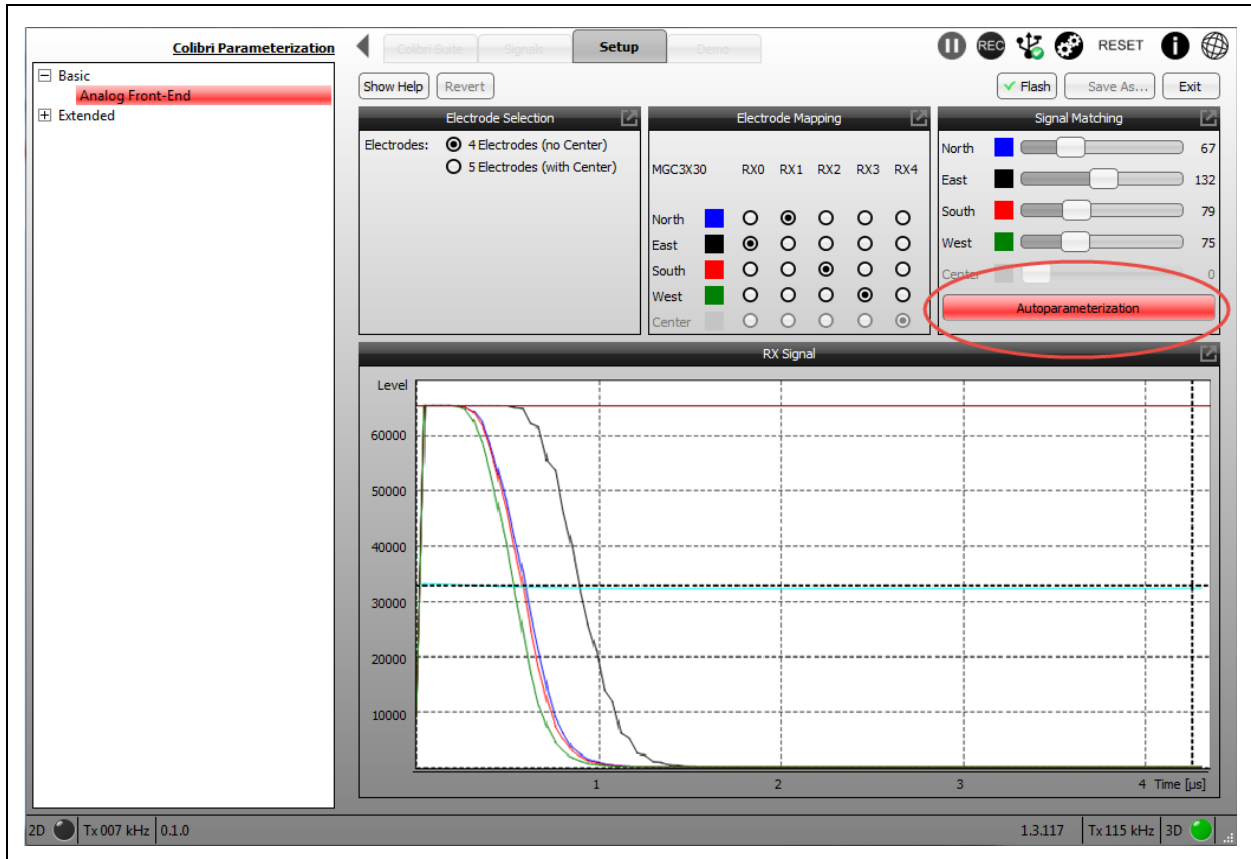 Colibri Parameterization
Basic
Analog Front-End
Extended
Colibri Suite Signals Setup Demo
REC RESET
Show Help Revert
Flash Save As... Exit
Electrode Selection
Electrodes: 4 Electrodes (no Center)
5 Electrodes (with Center)
Electrode Mapping
MGC3X30 RX0 RX1 RX2 RX3 RX4
North
East
South
West
Center
Signal Matching
North 67
East 132
South 79
West 75
Center 0
Autoparameterization
RX Signal
Level
60000
50000
40000
30000
20000
10000
1 2 3 4 Time [µs]
2D Tx 007 kHz 0.1.0
1.3.117 Tx 115 kHz 3D